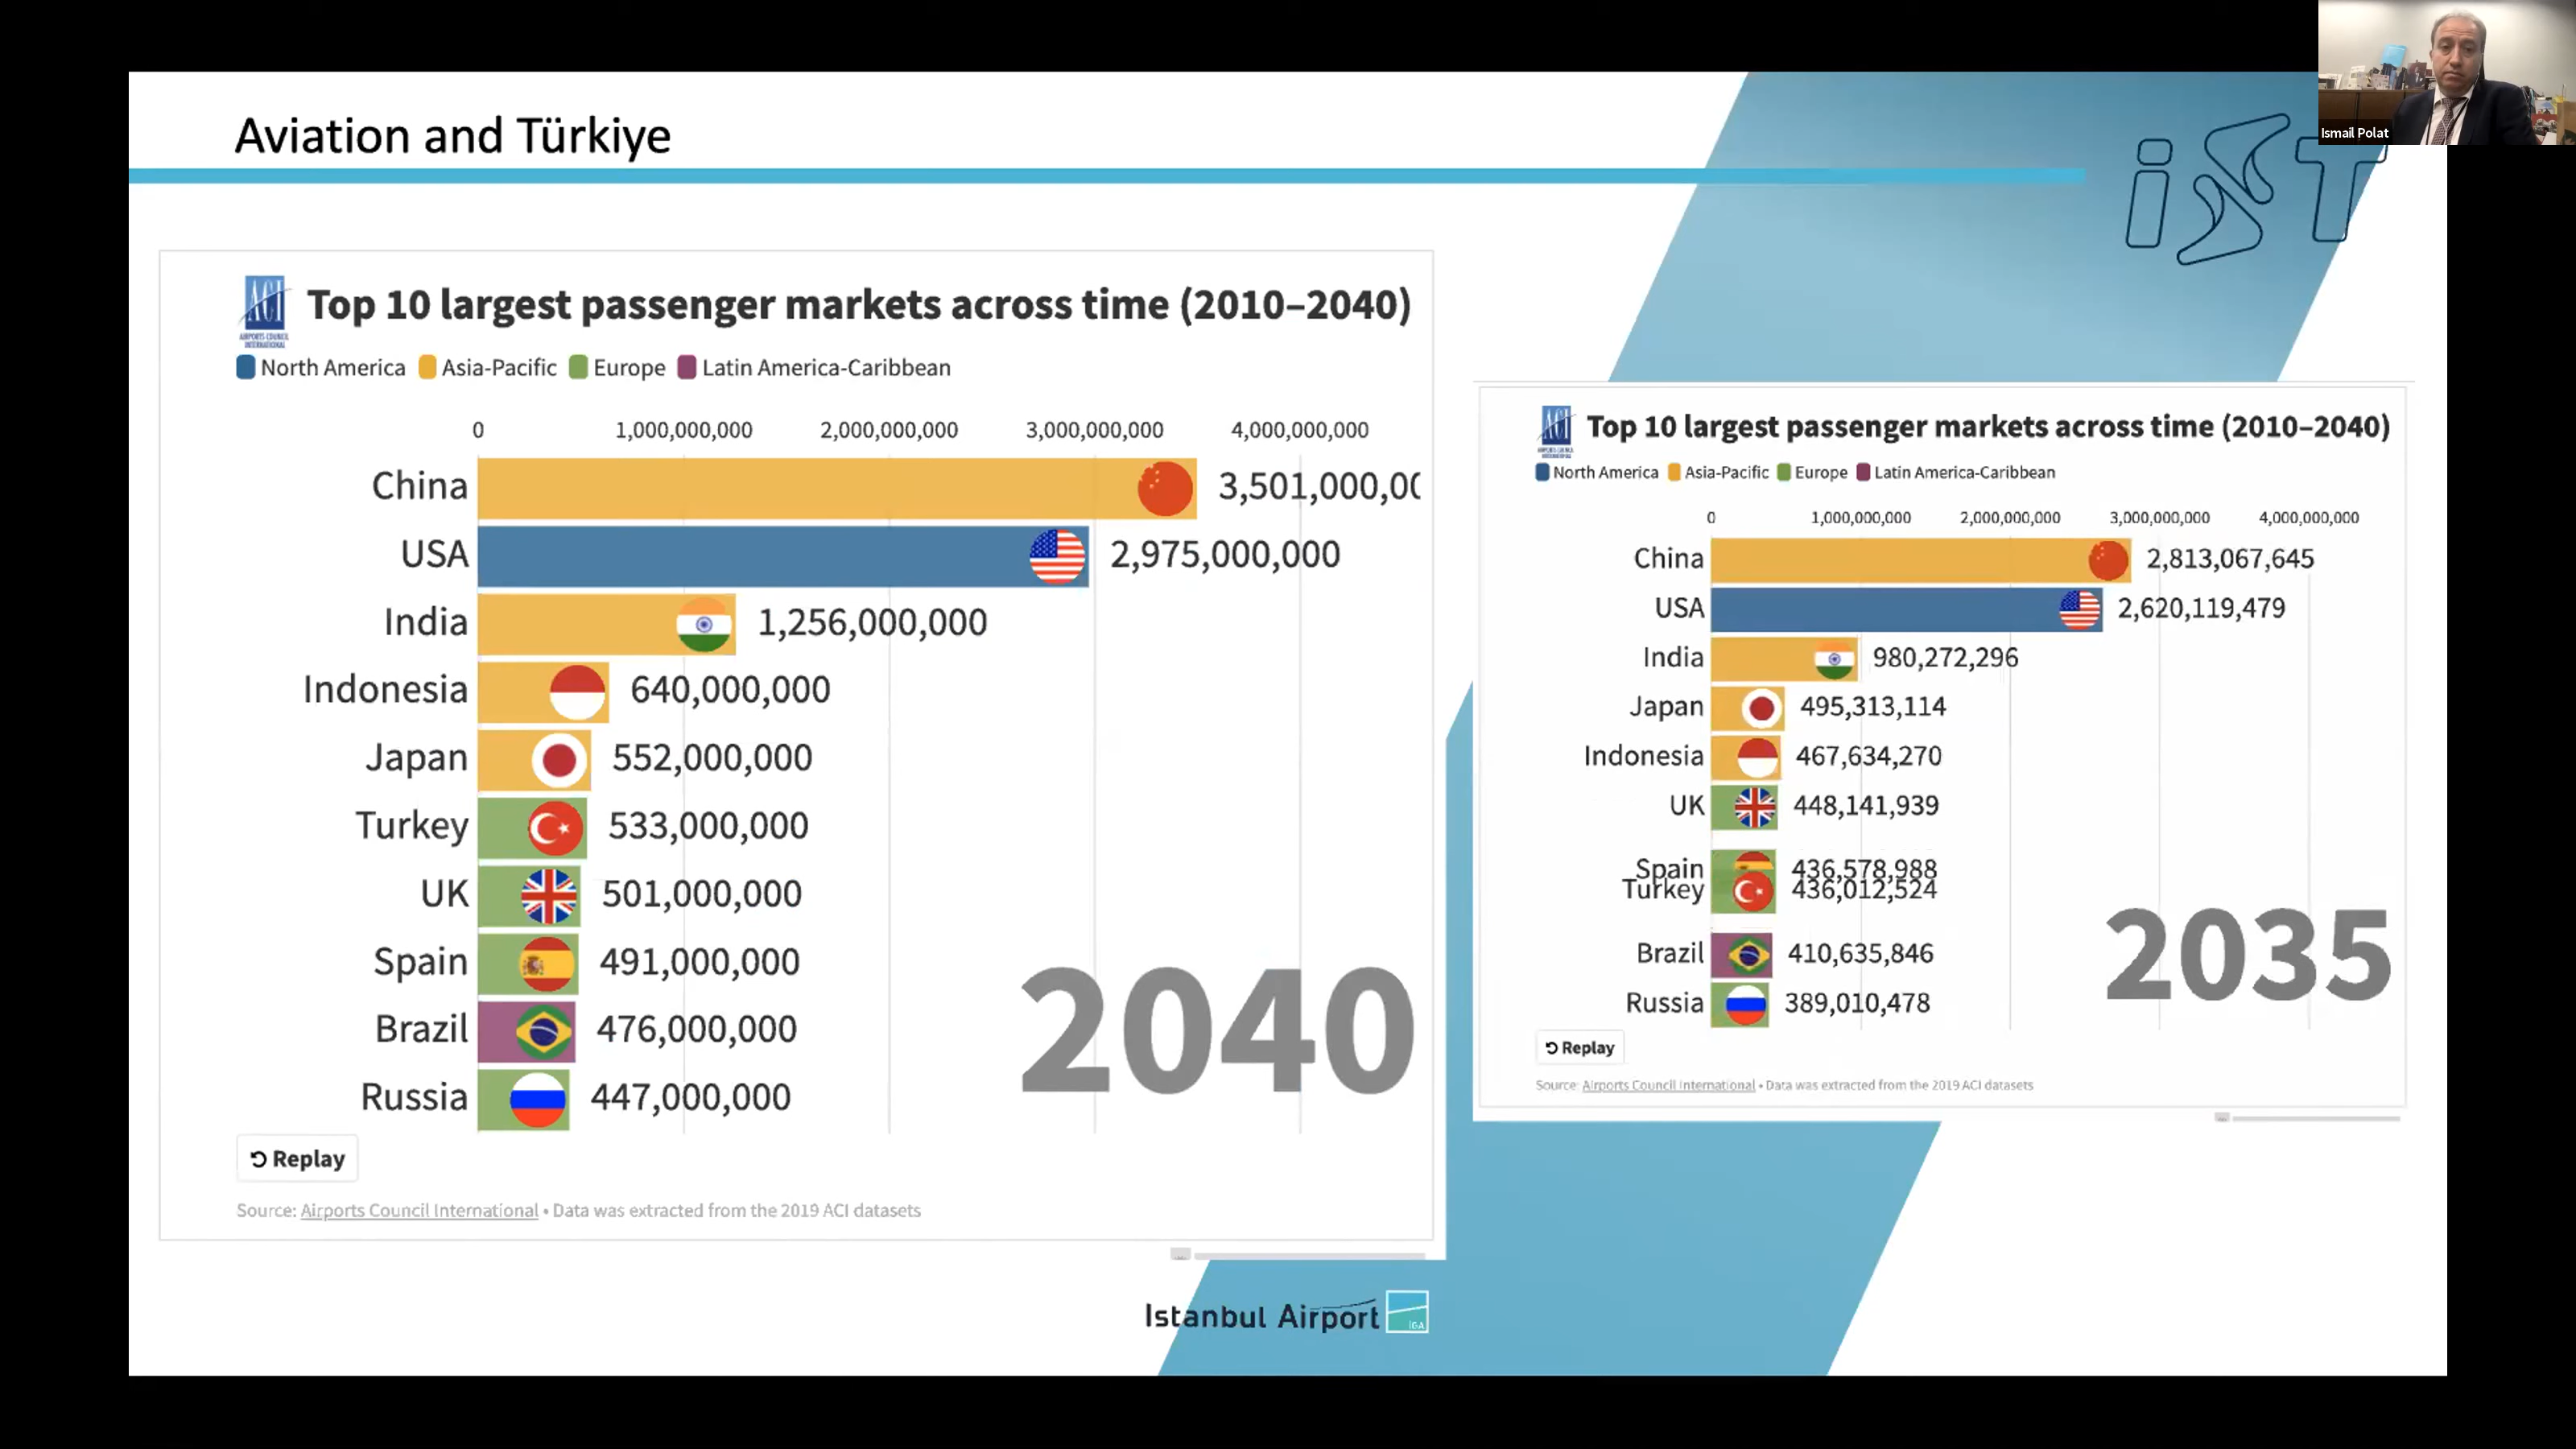 Aviation and Türkiye
Ismail Polat
iST
ACI
AIRPORTS COUNCIL
INTERNATIONAL
Top 10 largest passenger markets across time (2010–2040)
North America Asia-Pacific Europe Latin America-Caribbean
0 1,000,000,000 2,000,000,000 3,000,000,000 4,000,000,000
China 3,501,000,00
USA 2,975,000,000
India 1,256,000,000
Indonesia 640,000,000
Japan 552,000,000
Turkey 533,000,000
UK 501,000,000
Spain 491,000,000
Brazil 476,000,000
Russia 447,000,000
2040
Replay
Source: Airports Council International • Data was extracted from the 2019 ACI datasets
ACI
Top 10 largest passenger markets across time (2010–2040)
North America Asia-Pacific Europe Latin America-Caribbean
0 1,000,000,000 2,000,000,000 3,000,000,000 4,000,000,000
China 2,813,067,645
USA 2,620,119,479
India 980,272,296
Japan 495,313,114
Indonesia 467,634,270
UK 448,141,939
Spain 436,578,988
Turkey 436,012,524
Brazil 410,635,846
Russia 389,010,478
2035
Replay
Source: Airports Council International • Data was extracted from the 2019 ACI datasets
Istanbul Airport
iGA